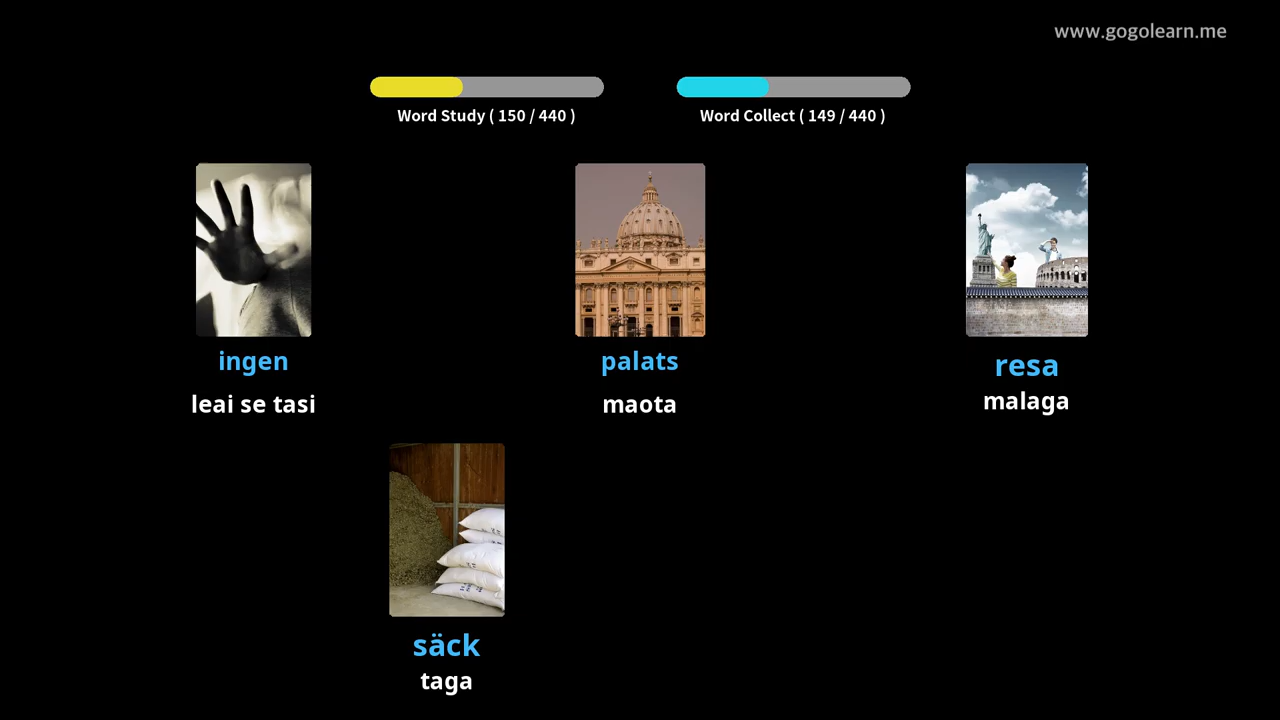 www.gogolearn.me
Word Study ( 150 / 440 )
Word Collect ( 149 / 440 )
ingen
leai se tasi
palats
maota
resa
malaga
säck
taga